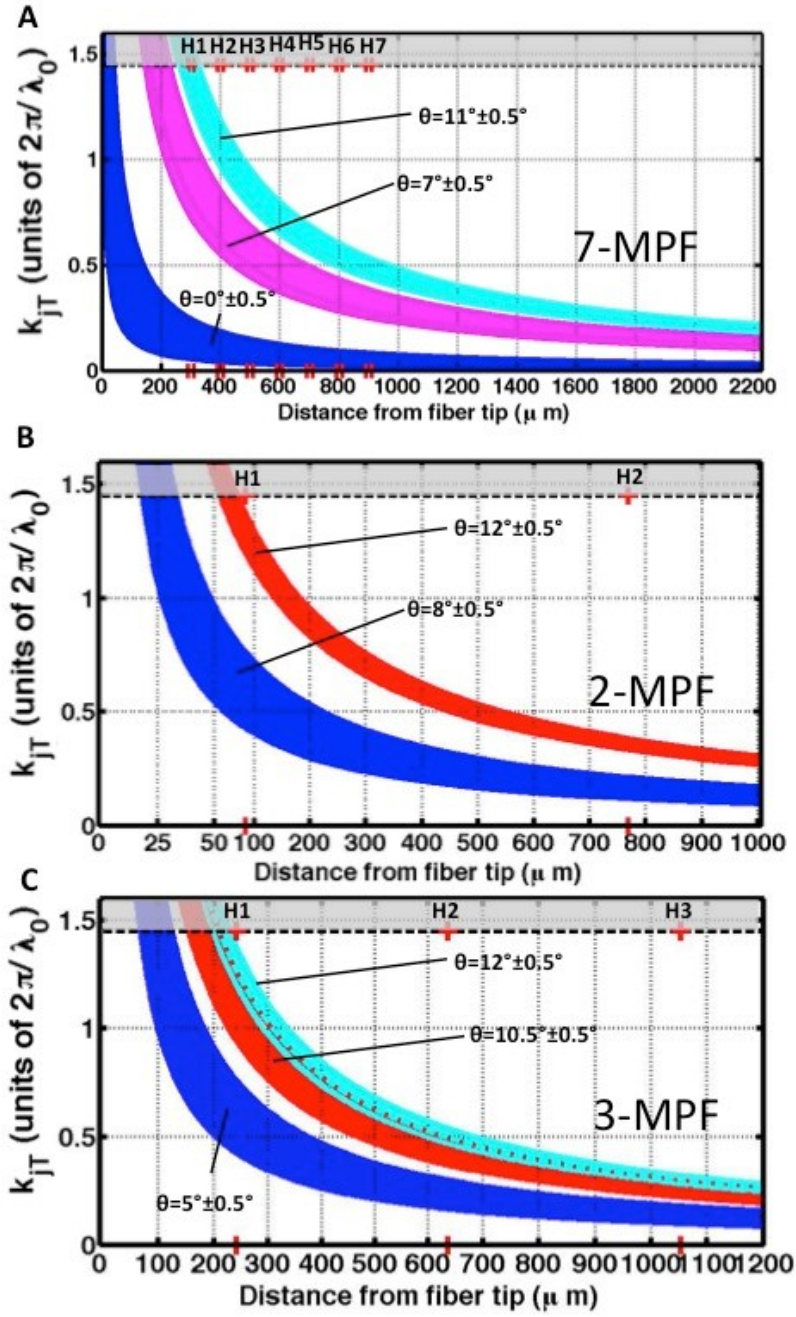 A
k_jT (units of 2π/λ_0)
1.5
1
0.5
0
H1 H2 H3 H4 H5 H6 H7
θ=11°±0.5°
θ=7°±0.5°
7-MPF
θ=0°±0.5°
0 200 400 600 800 1000 1200 1400 1600 1800 2000 2200
Distance from fiber tip (μ m)
B
k_jT (units of 2π/λ_0)
1.5
1
0.5
0
H1 H2
θ=12°±0.5°
θ=8°±0.5°
2-MPF
0 25 50 100 200 300 400 500 600 700 800 900 1000
Distance from fiber tip (μ m)
C
k_jT (units of 2π/λ_0)
1.5
1
0.5
0
H1 H2 H3
θ=12°±0.5°
θ=10.5°±0.5°
3-MPF
θ=5°±0.5°
0 100 200 300 400 500 600 700 800 900 1000 1100 1200
Distance from fiber tip (μ m)